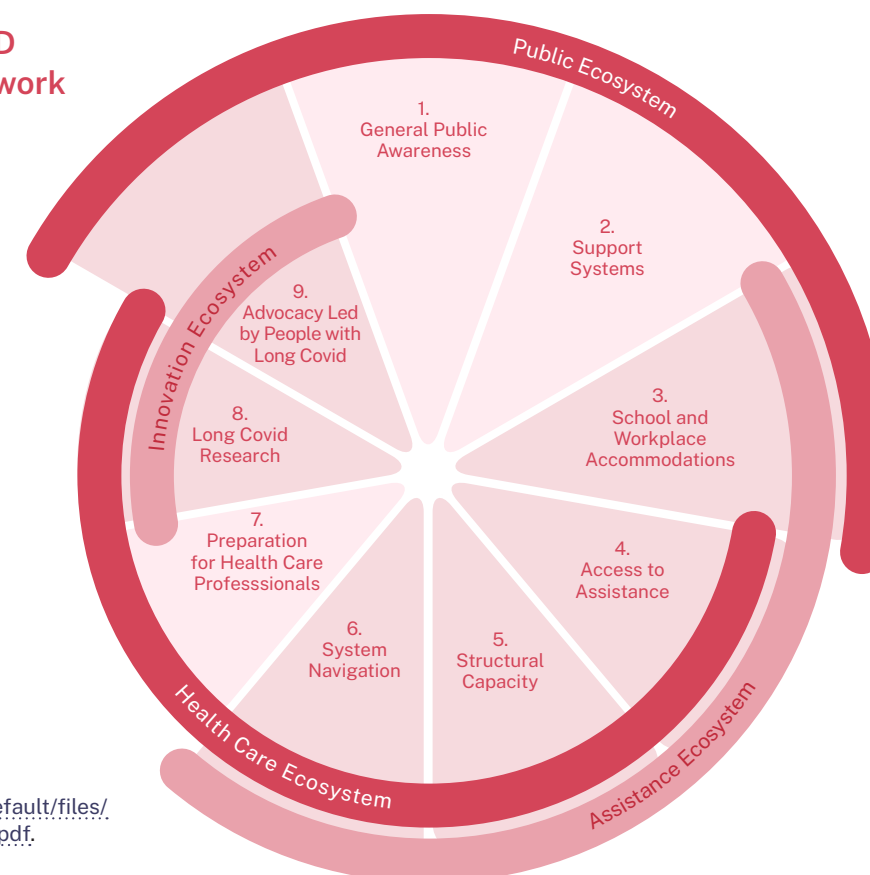 D
work
Public Ecosystem
1.
General Public
Awareness
2.
Support
Systems
Innovation Ecosystem
9.
Advocacy Led
by People with
Long Covid
3.
School and
Workplace
Accommodations
8.
Long Covid
Research
7.
Preparation
for Health Care
Professsionals
4.
Access to
Assistance
6.
System
Navigation
5.
Structural
Capacity
Health Care Ecosystem
Assistance Ecosystem
efault/files/
pdf.